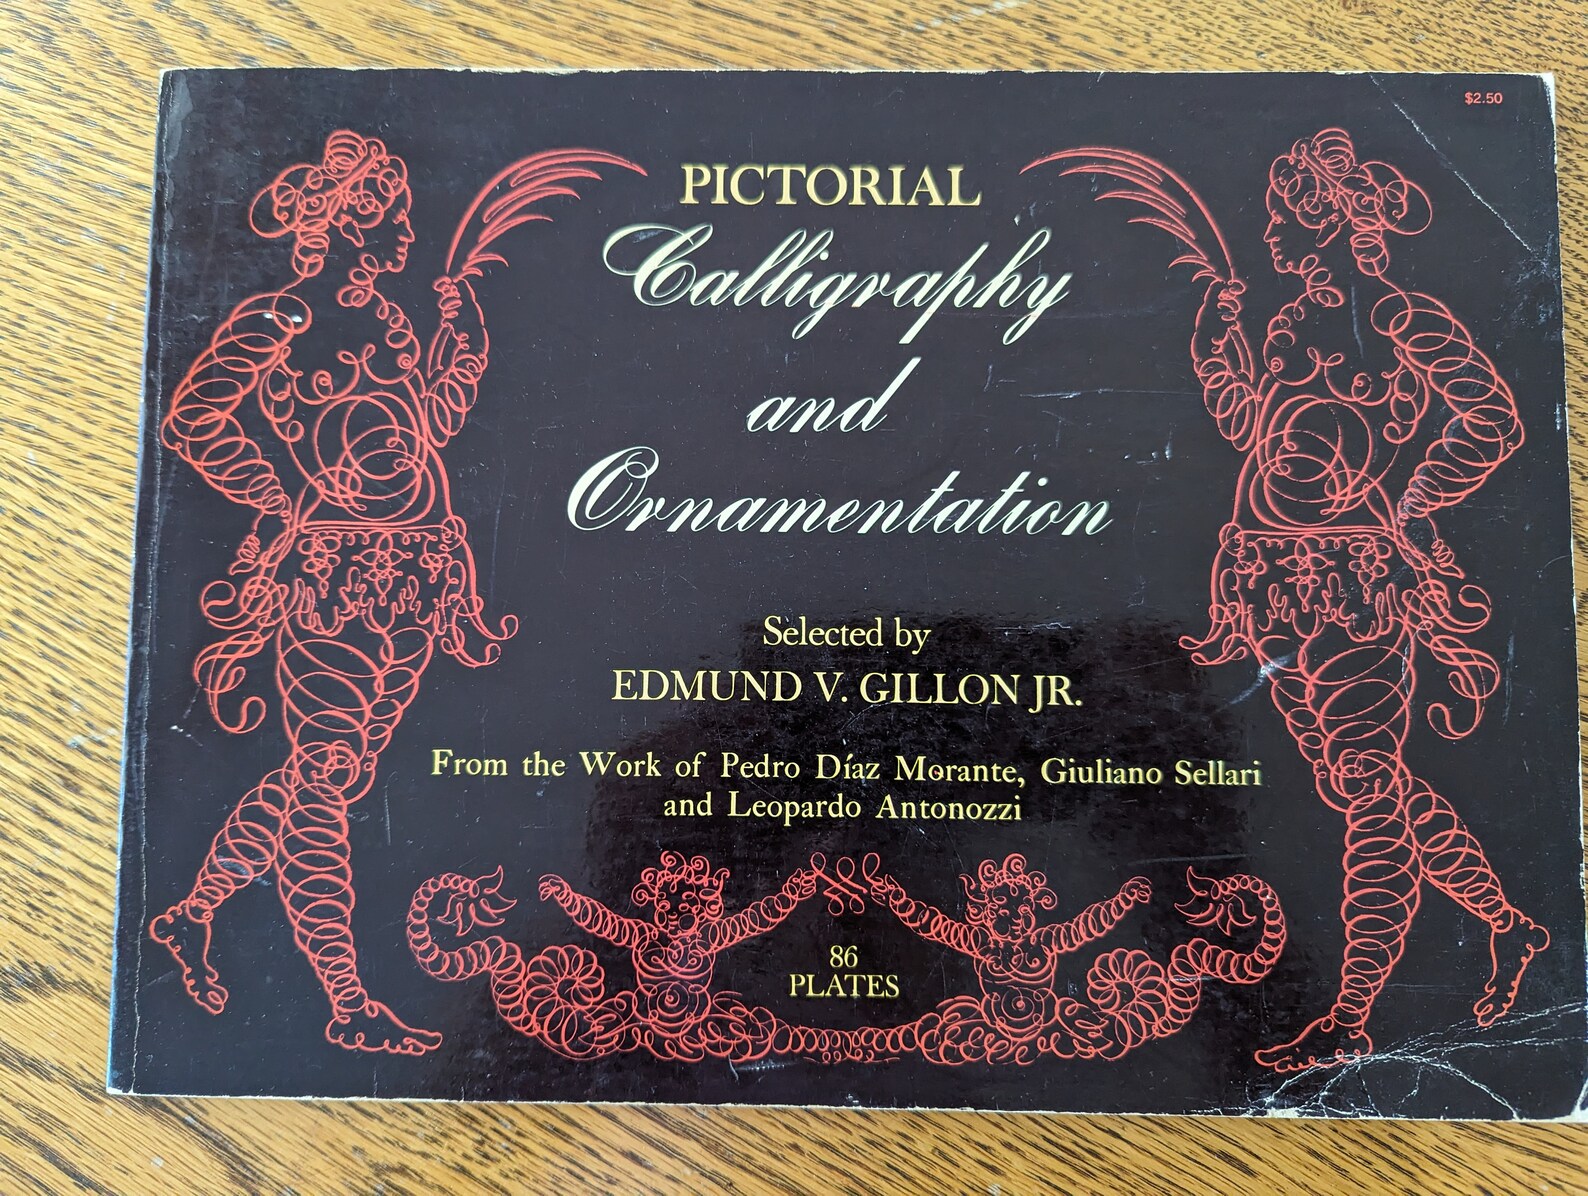 $2.50
PICTORIAL
Calligraphy
and
Ornamentation
Selected by
EDMUND V. GILLON JR.
From the Work of Pedro Díaz Morante, Giuliano Sellari
and Leopardo Antonozzi
86
PLATES